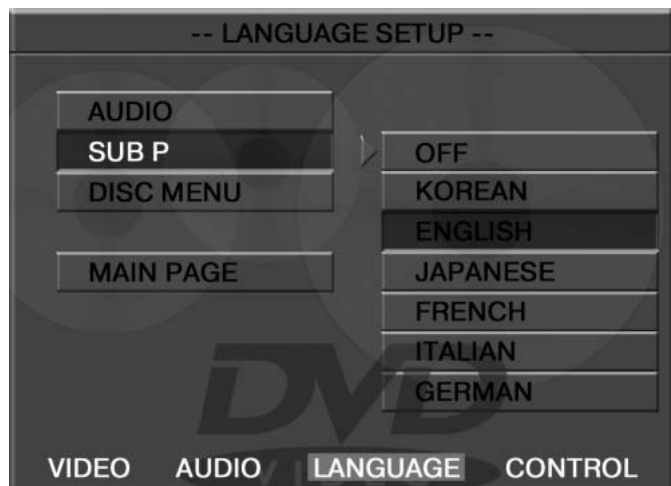 -- LANGUAGE SETUP --
AUDIO
SUB P
DISC MENU
MAIN PAGE
OFF
KOREAN
ENGLISH
JAPANESE
FRENCH
ITALIAN
GERMAN
DVD
VIDEO AUDIO LANGUAGE CONTROL